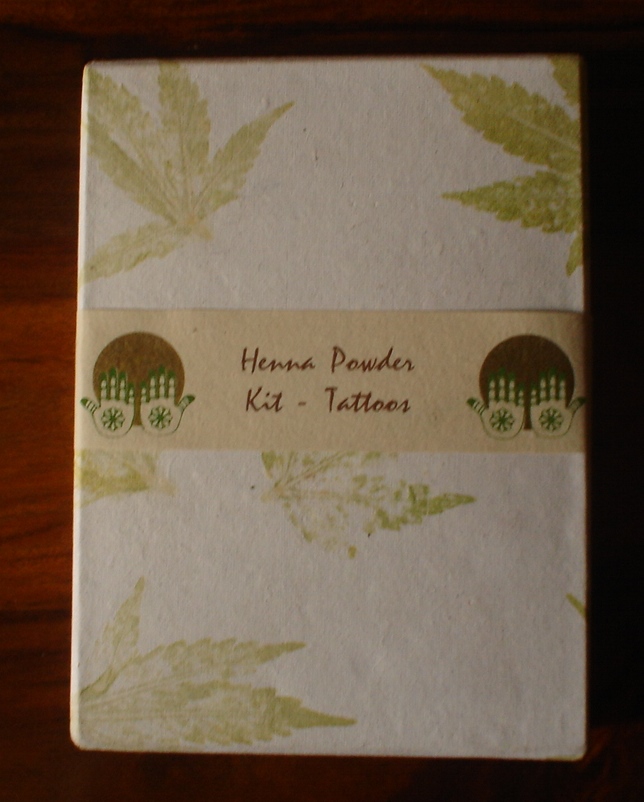 Henna Powder
Kit - Tattoos